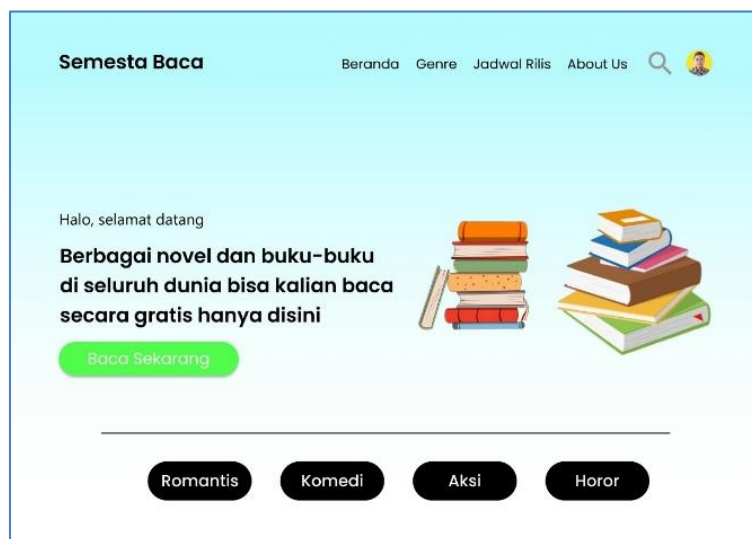 Semesta Baca
Beranda Genre Jadwal Rilis About Us
Halo, selamat datang
Berbagai novel dan buku-buku
di seluruh dunia bisa kalian baca
secara gratis hanya disini
Baca Sekarang
Romantis Komedi Aksi Horor